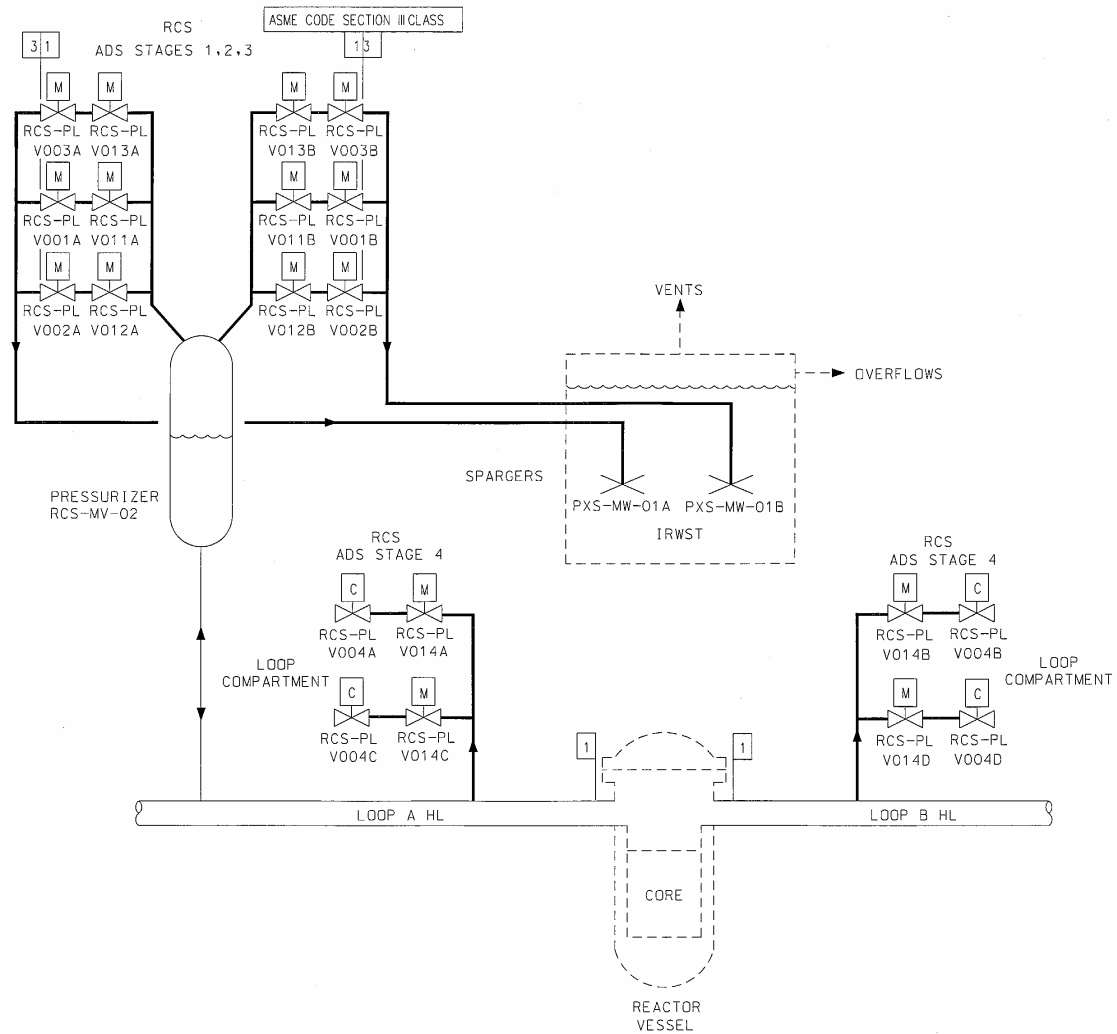 ASME CODE SECTION III CLASS
RCS
ADS STAGES 1,2,3
3 1
1 3
M M M M
RCS-PL RCS-PL RCS-PL RCS-PL
V003A V013A V013B V003B
M M M M
RCS-PL RCS-PL RCS-PL RCS-PL
V001A V011A V011B V001B
M M M M
RCS-PL RCS-PL RCS-PL RCS-PL
V002A V012A V012B V002B
VENTS
OVERFLOWS
SPARGERS
PXS-MW-01A PXS-MW-01B
IRWST
PRESSURIZER
RCS-MV-02
RCS
ADS STAGE 4
C M
RCS-PL RCS-PL
V004A V014A
LOOP
COMPARTMENT
C M
RCS-PL RCS-PL
V004C V014C
RCS
ADS STAGE 4
M C
RCS-PL RCS-PL
V014B V004B
LOOP
COMPARTMENT
M C
RCS-PL RCS-PL
V014D V004D
1 1
LOOP A HL
LOOP B HL
CORE
REACTOR
VESSEL